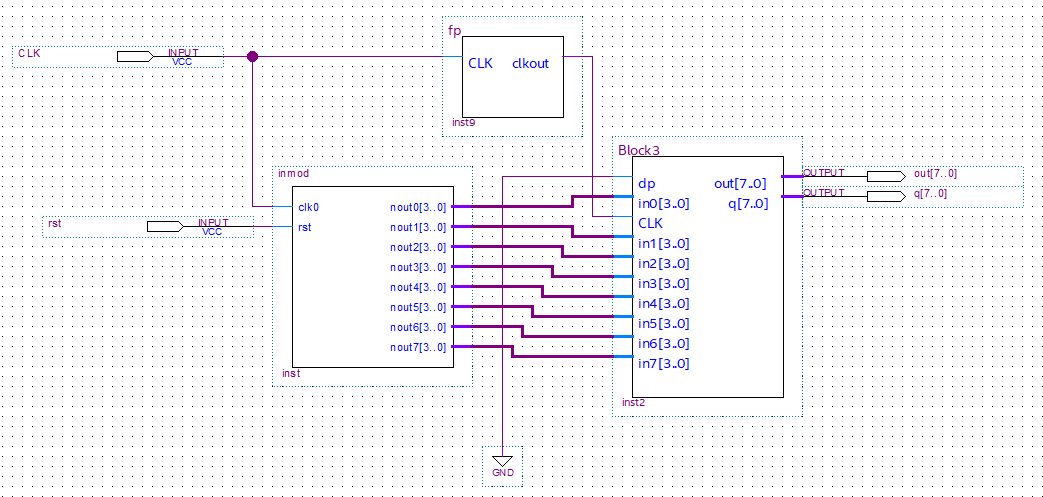 fp
CLK
INPUT
VCC
CLK clkout
inst9
Block3
inmod
dp out[7..0]
OUTPUT
out[7..0]
in0[3..0] q[7..0]
OUTPUT
q[7..0]
clk0 nout0[3..0]
rst
INPUT
VCC
rst nout1[3..0]
CLK
nout2[3..0]
in1[3..0]
nout3[3..0]
in2[3..0]
nout4[3..0]
in3[3..0]
nout5[3..0]
in4[3..0]
nout6[3..0]
in5[3..0]
nout7[3..0]
in6[3..0]
in7[3..0]
inst
inst2
GND